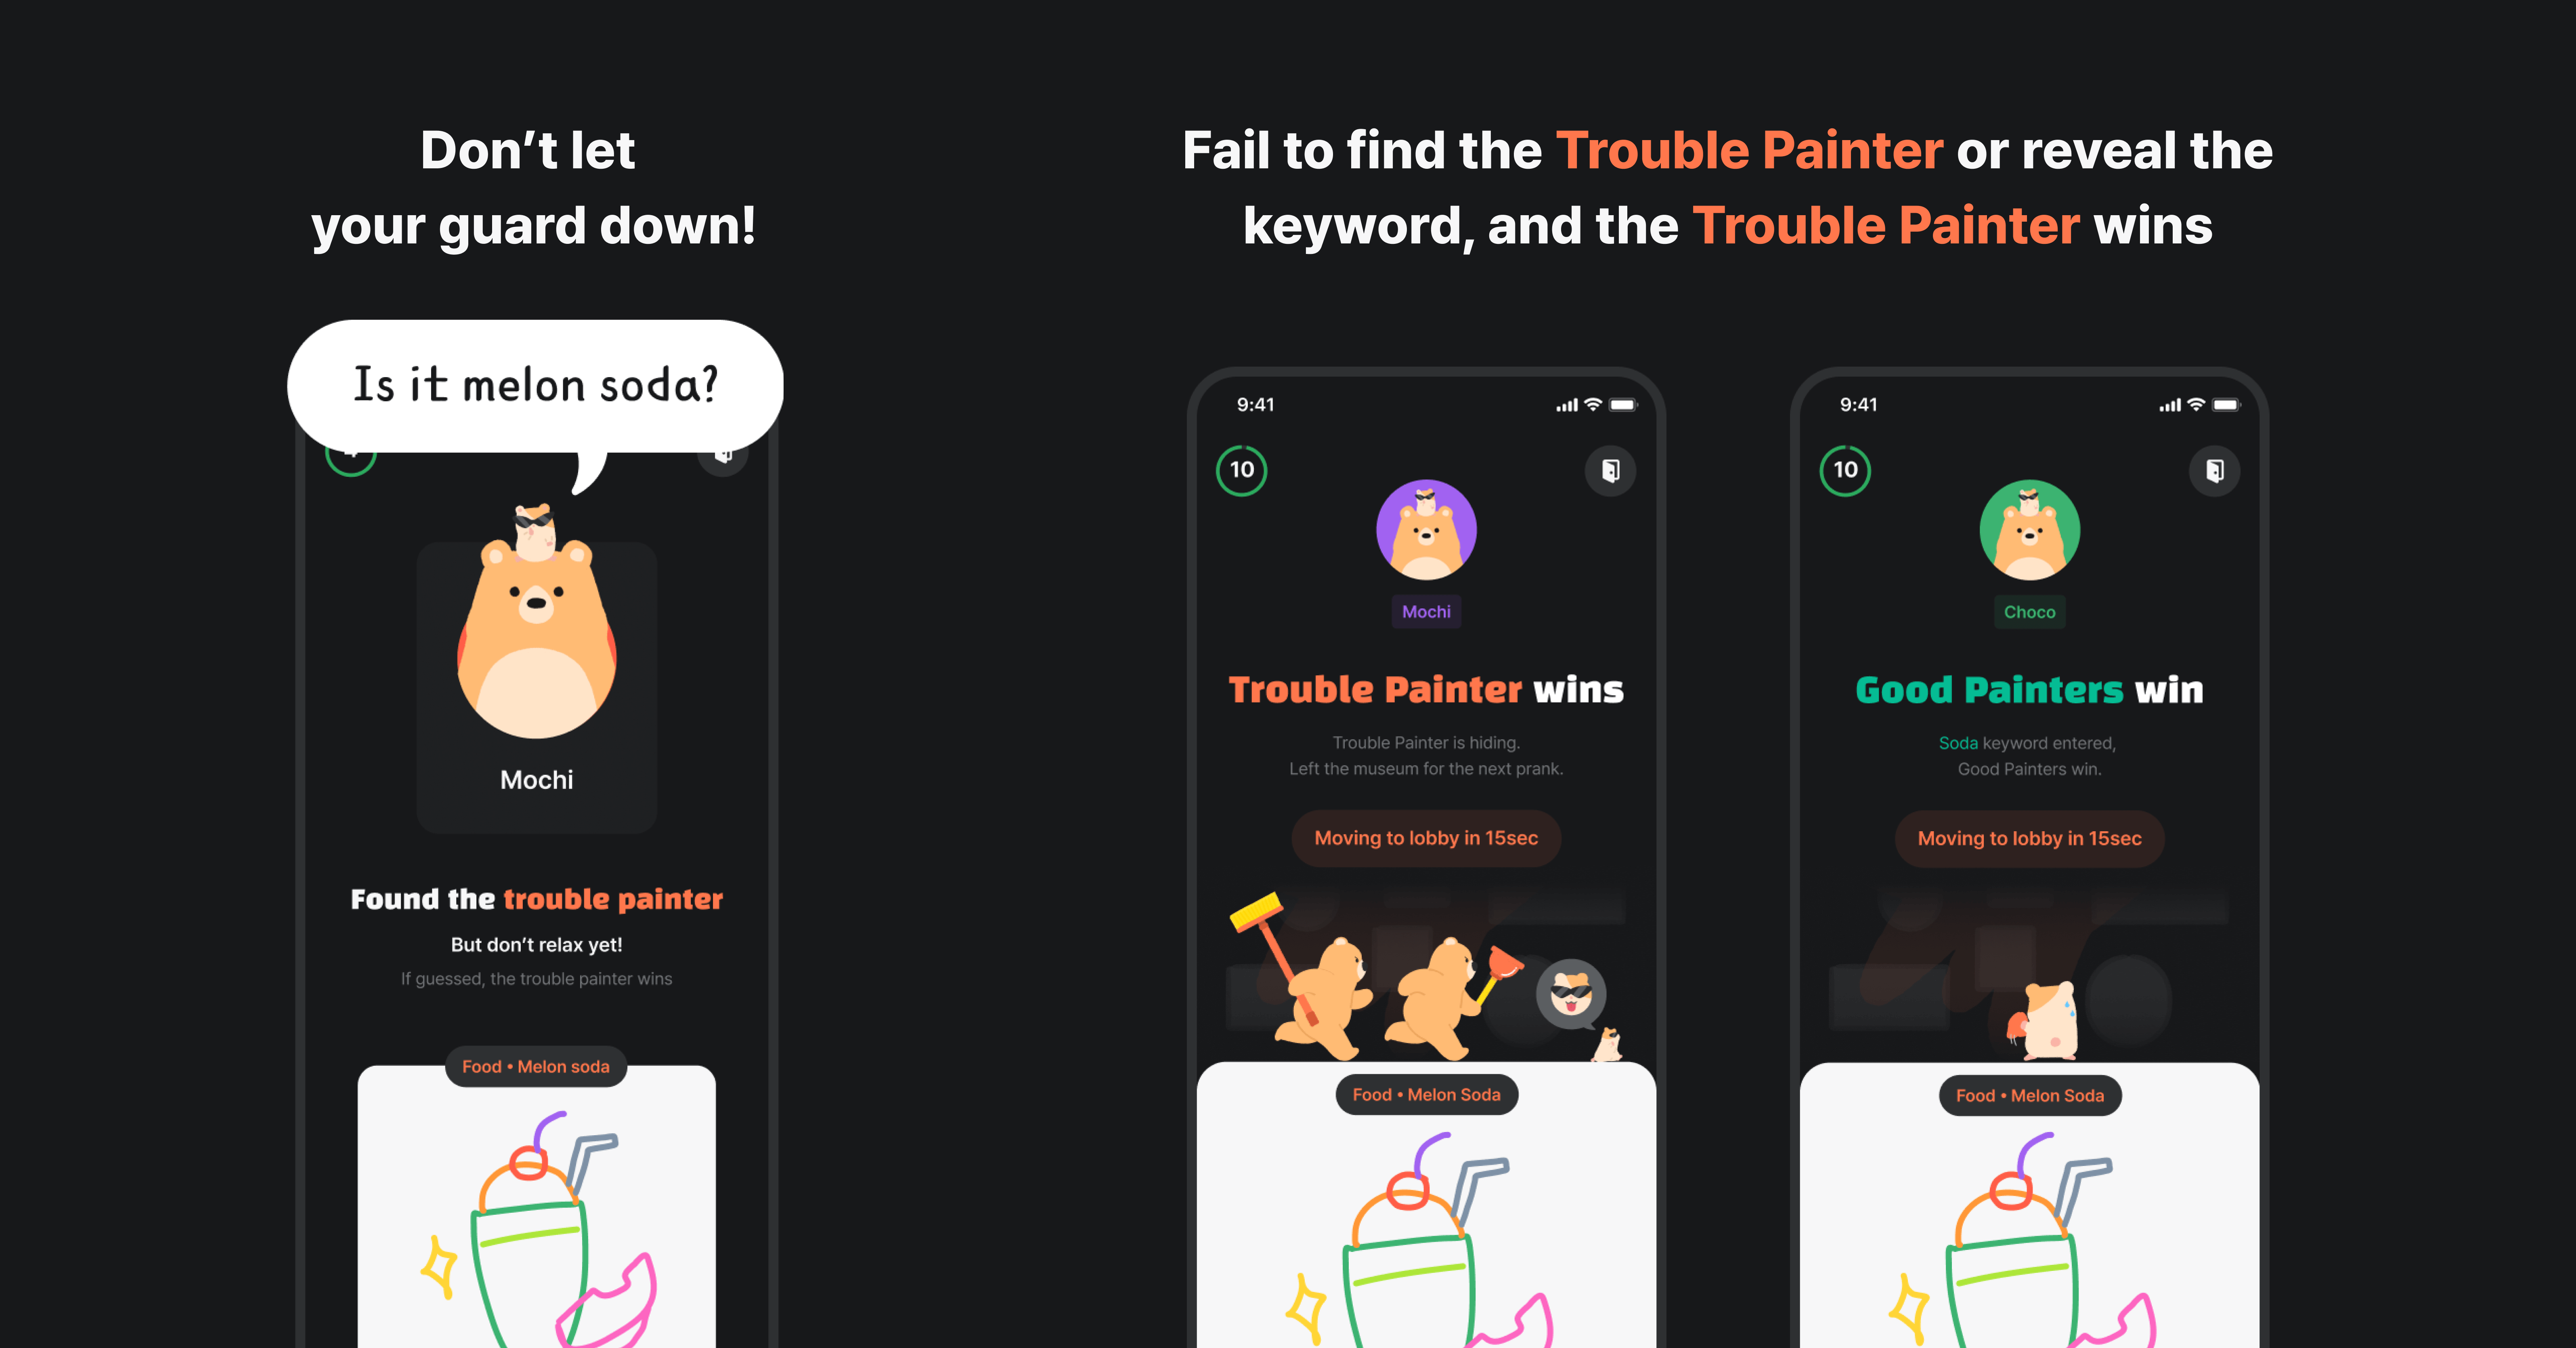 Don’t let
your guard down!
Is it melon soda?
Mochi
Found the trouble painter
But don’t relax yet!
If guessed, the trouble painter wins
Food • Melon soda
Fail to find the Trouble Painter or reveal the
keyword, and the Trouble Painter wins
9:41
10
Mochi
Trouble Painter wins
Trouble Painter is hiding.
Left the museum for the next prank.
Moving to lobby in 15sec
Food • Melon Soda
9:41
10
Choco
Good Painters win
Soda keyword entered,
Good Painters win.
Moving to lobby in 15sec
Food • Melon Soda